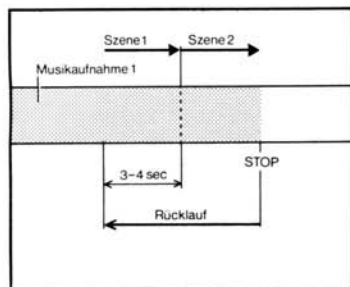 Szene 1 Szene 2
Musikaufnahme 1
STOP
3–4 sec
Rücklauf